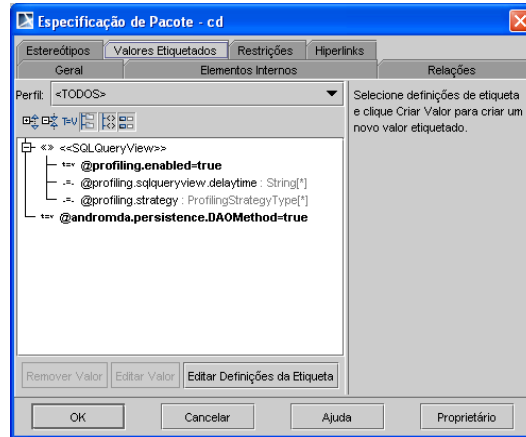 Especificação de Pacote - cd
Estereótipos Valores Etiquetados Restrições Hiperlinks
Geral Elementos Internos Relações
Perfil: <TODOS>
Selecione definições de etiqueta
e clique Criar Valor para criar um
novo valor etiquetado.
<<SQLQueryView>>
@profiling.enabled=true
@profiling.sqlqueryview.delaytime : String[*]
@profiling.strategy : ProfilingStrategyType[*]
@andromda.persistence.DAOMethod=true
Remover Valor Editar Valor Editar Definições da Etiqueta
OK Cancelar Ajuda Proprietário